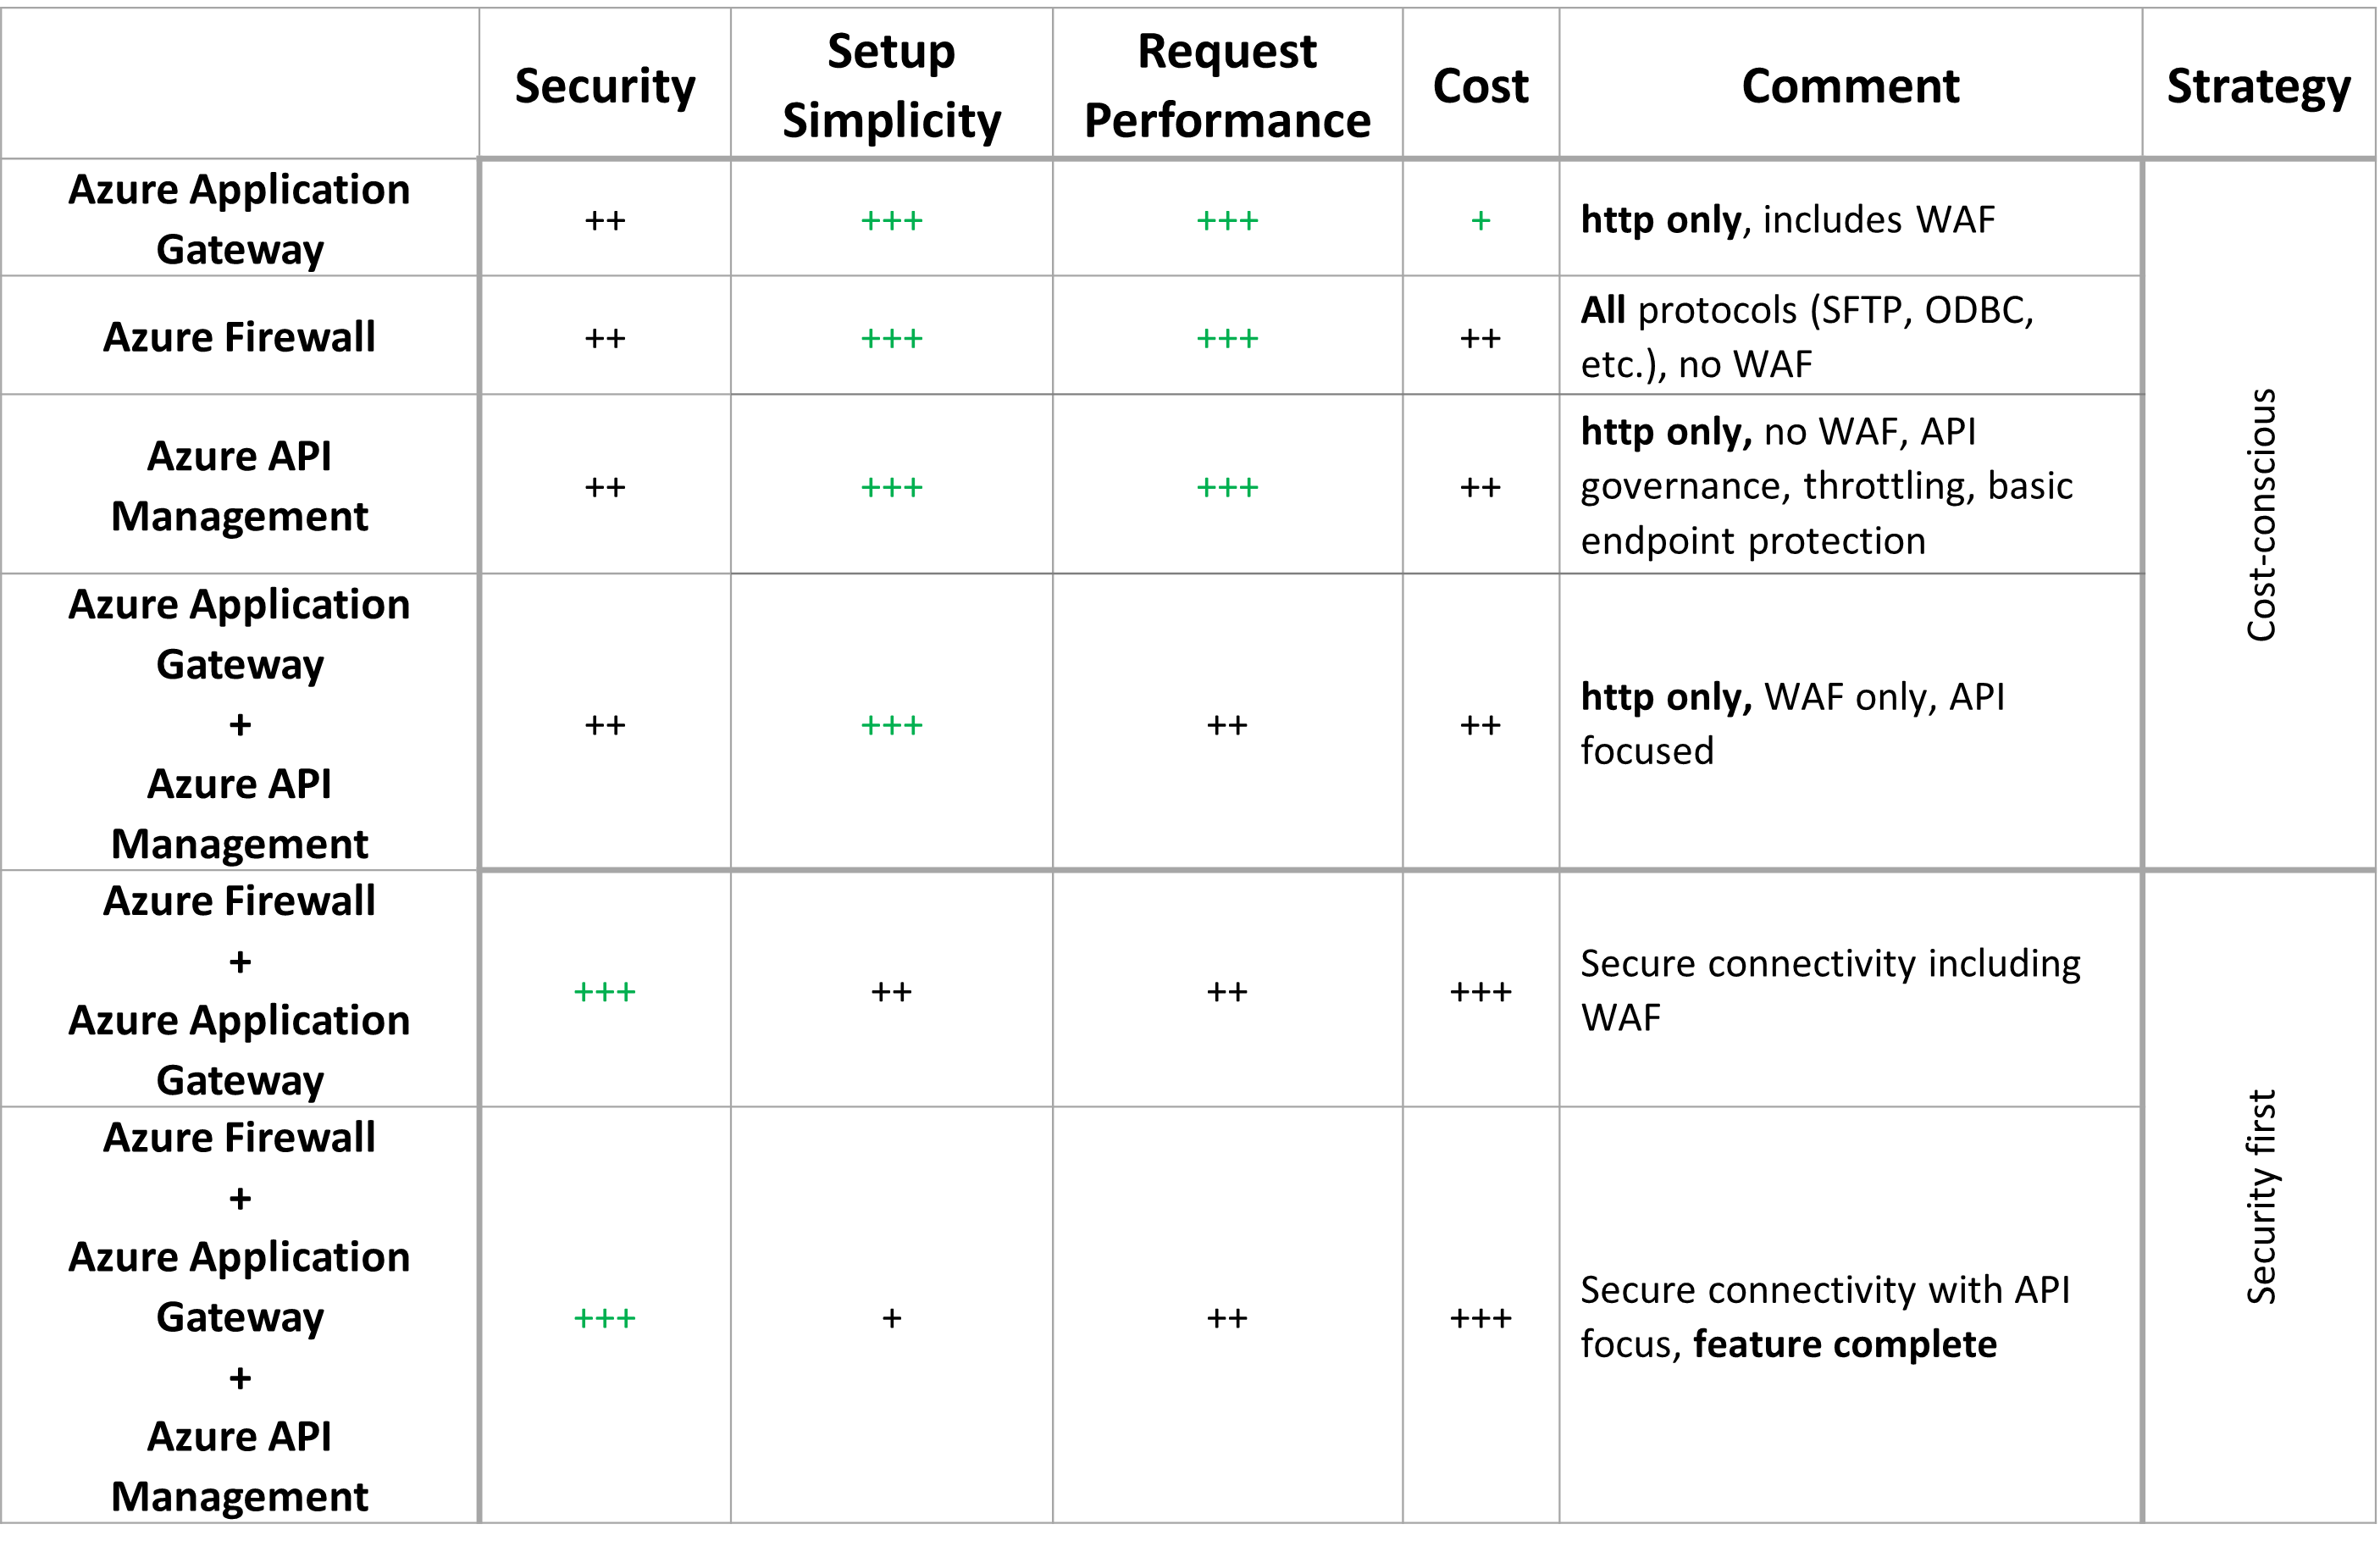 Security
Setup
Simplicity
Request
Performance
Cost
Comment
Strategy
Azure Application
Gateway
++
+++
+++
+
http only, includes WAF
Azure Firewall
++
+++
+++
++
All protocols (SFTP, ODBC,
etc.), no WAF
Azure API
Management
++
+++
+++
++
http only, no WAF, API
governance, throttling, basic
endpoint protection
Azure Application
Gateway
+
Azure API
Management
++
+++
++
++
http only, WAF only, API
focused
Cost-conscious
Azure Firewall
+
Azure Application
Gateway
+++
++
++
+++
Secure connectivity including
WAF
Azure Firewall
+
Azure Application
Gateway
+
Azure API
Management
+++
+
++
+++
Secure connectivity with API
focus, feature complete
Security first